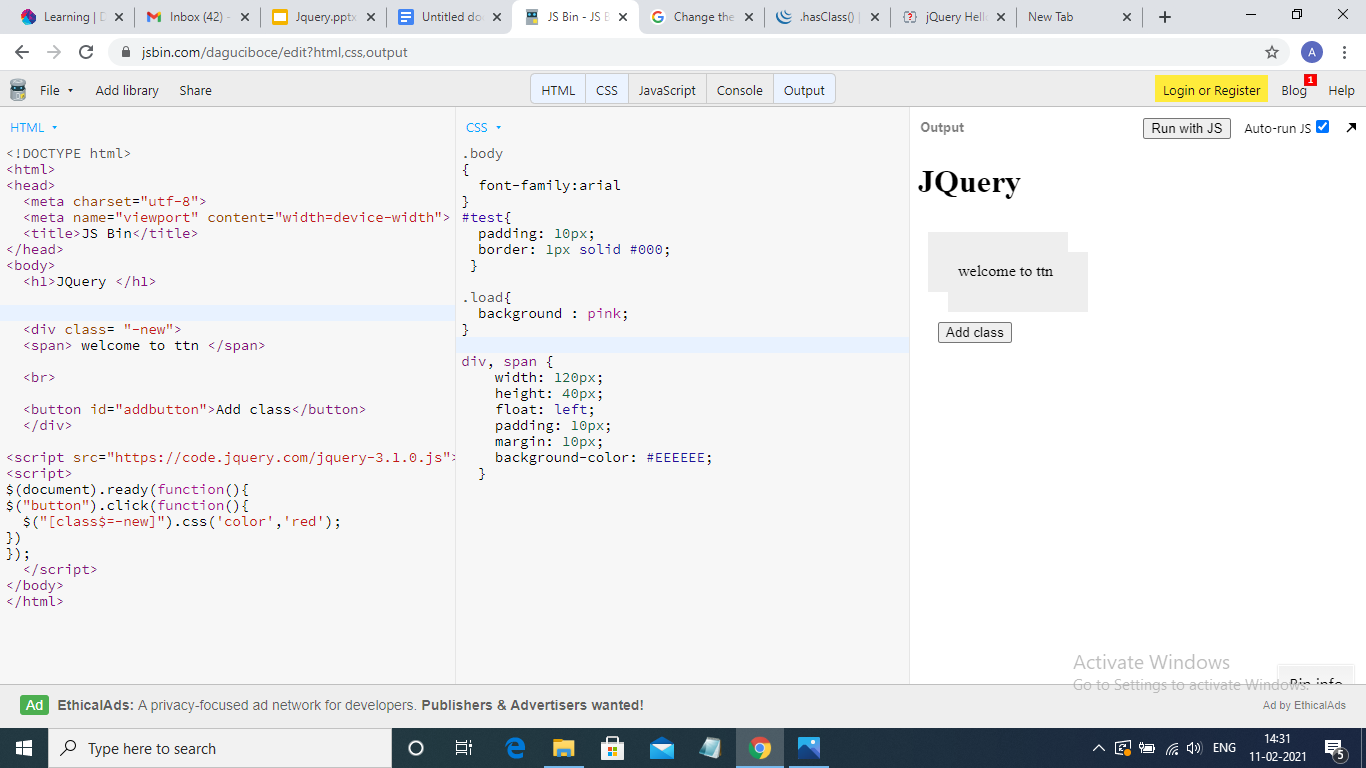 Learning | D
Inbox (42) -
Jquery.pptx
Untitled do
JS Bin - JS B
Change the
.hasClass() |
jQuery Hell
New Tab
jsbin.com/daguciboce/edit?html,css,output
A
File
Add library
Share
HTML
CSS
JavaScript
Console
Output
Login or Register
Blog
1
Help
HTML
<!DOCTYPE html>
<html>
<head>
<meta charset="utf-8">
<meta name="viewport" content="width=device-width">
<title>JS Bin</title>
</head>
<body>
<h1>JQuery </h1>
<div class= "-new">
<span> welcome to ttn </span>
<br>
<button id="addbutton">Add class</button>
</div>
<script src="https://code.jquery.com/jquery-3.1.0.js">
<script>
$(document).ready(function(){
$("button").click(function(){
$("[class$=-new]").css('color','red');
})
});
</script>
</body>
</html>
CSS
.body
{
font-family:arial
}
#test{
padding: 10px;
border: 1px solid #000;
}
.load{
background : pink;
}
div, span {
width: 120px;
height: 40px;
float: left;
padding: 10px;
margin: 10px;
background-color: #EEEEEE;
}
Output
Run with JS
Auto-run JS
JQuery
welcome to ttn
Add class
Activate Windows
Go to Settings to activate Windows.
Bin info
Ad
EthicalAds: A privacy-focused ad network for developers. Publishers & Advertisers wanted!
Ad by EthicalAds
Type here to search
ENG
14:31
11-02-2021
5